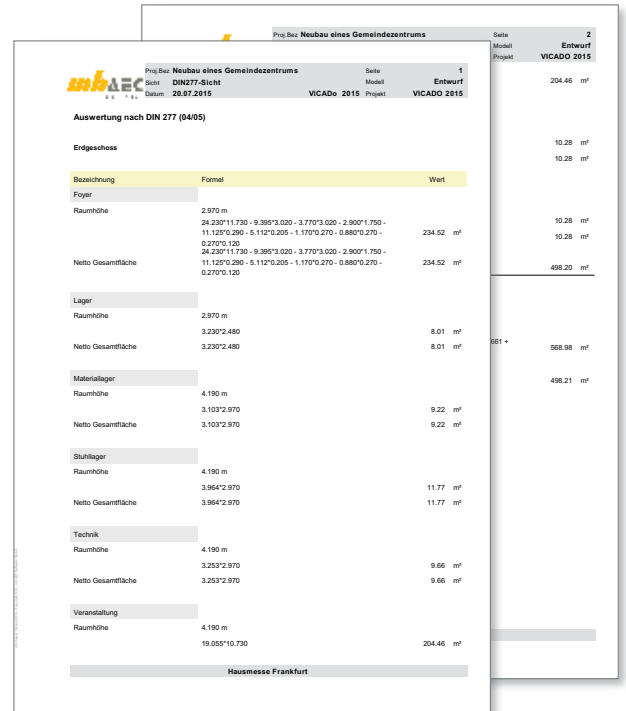 Proj.Bez Neubau eines Gemeindezentrums Seite 2
Modell Entwurf
Projekt VICADO 2015
204.46 m²
10.28 m²
10.28 m²
10.28 m²
10.28 m²
498.20 m²
661 +
568.98 m²
498.21 m²
mb AEC
Proj.Bez Neubau eines Gemeindezentrums Seite 1
Sicht DIN277-Sicht Modell Entwurf
Datum 20.07.2015 ViCADo 2015 Projekt VICADO 2015
Auswertung nach DIN 277 (04/05)
Erdgeschoss
Bezeichnung Formel Wert
Foyer
Raumhöhe 2.970 m
24.230*11.730 - 9.395*3.020 - 3.770*3.020 - 2.900*1.750 -
11.125*0.290 - 5.112*0.205 - 1.170*0.270 - 0.880*0.270 - 234.52 m²
0.270*0.120
24.230*11.730 - 9.395*3.020 - 3.770*3.020 - 2.900*1.750 -
Netto Gesamtfläche 11.125*0.290 - 5.112*0.205 - 1.170*0.270 - 0.880*0.270 - 234.52 m²
0.270*0.120
Lager
Raumhöhe 2.970 m
3.230*2.480 8.01 m²
Netto Gesamtfläche 3.230*2.480 8.01 m²
Materiallager
Raumhöhe 4.190 m
3.103*2.970 9.22 m²
Netto Gesamtfläche 3.103*2.970 9.22 m²
Stuhllager
Raumhöhe 4.190 m
3.964*2.970 11.77 m²
Netto Gesamtfläche 3.964*2.970 11.77 m²
Technik
Raumhöhe 4.190 m
3.253*2.970 9.66 m²
Netto Gesamtfläche 3.253*2.970 9.66 m²
Veranstaltung
Raumhöhe 4.190 m
19.055*10.730 204.46 m²
Hausmesse Frankfurt